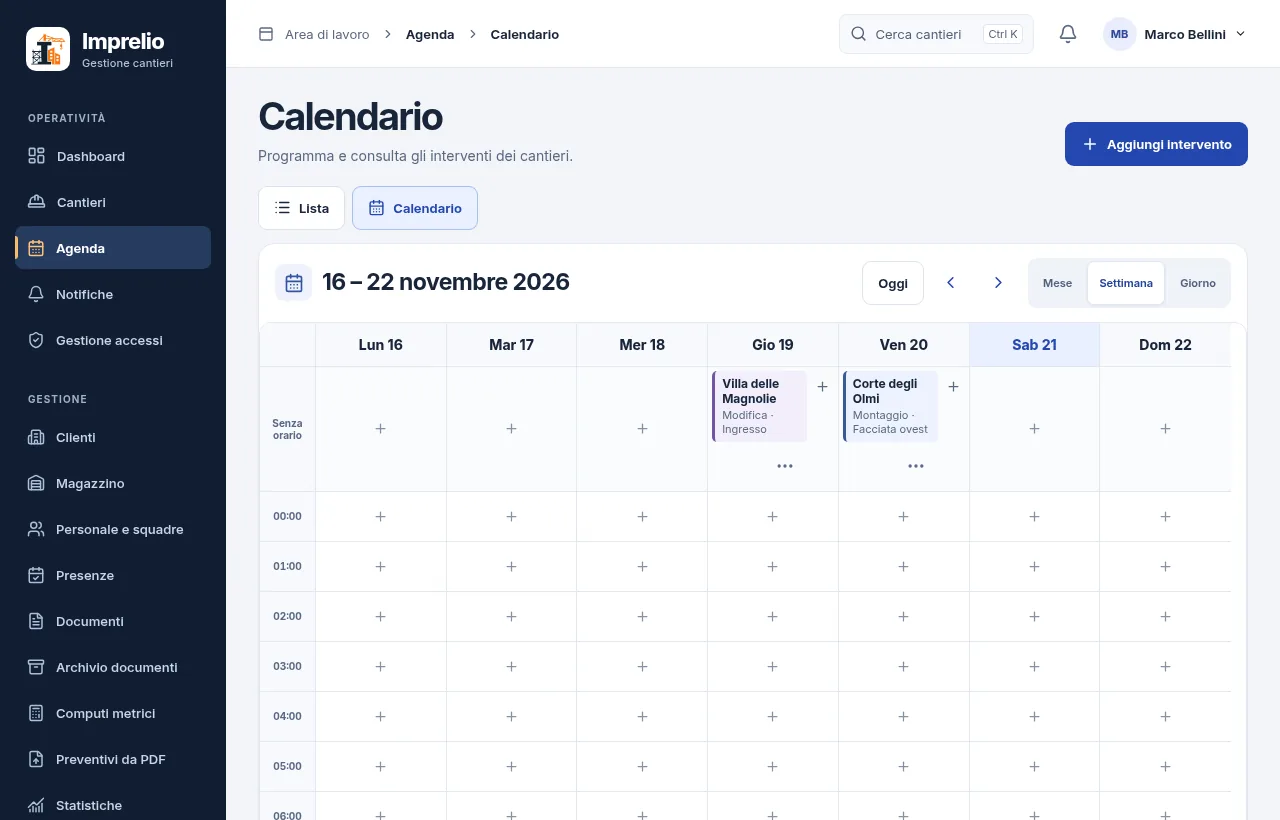 Imprelio
Gestione cantieri
OPERATIVITÀ
Dashboard
Cantieri
Agenda
Notifiche
Gestione accessi
GESTIONE
Clienti
Magazzino
Personale e squadre
Presenze
Documenti
Archivio documenti
Computi metrici
Preventivi da PDF
Statistiche
Area di lavoro > Agenda > Calendario
Cerca cantieri Ctrl K
MB Marco Bellini
Calendario
Programma e consulta gli interventi dei cantieri.
+ Aggiungi intervento
Lista
Calendario
16 – 22 novembre 2026
Oggi
Mese Settimana Giorno
Lun 16 Mar 17 Mer 18 Gio 19 Ven 20 Sab 21 Dom 22
Senza
orario
Villa delle
Magnolie
Modifica ·
Ingresso
Corte degli
Olmi
Montaggio ·
Facciata ovest
00:00
01:00
02:00
03:00
04:00
05:00
06:00